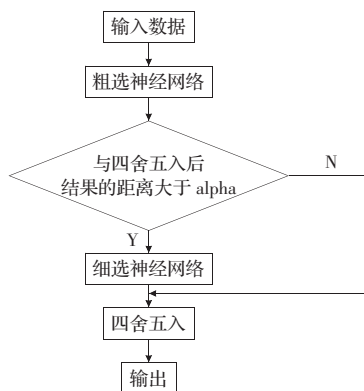 输入数据
粗选神经网络
与四舍五入后
结果的距离大于 alpha
N
Y
细选神经网络
四舍五入
输出